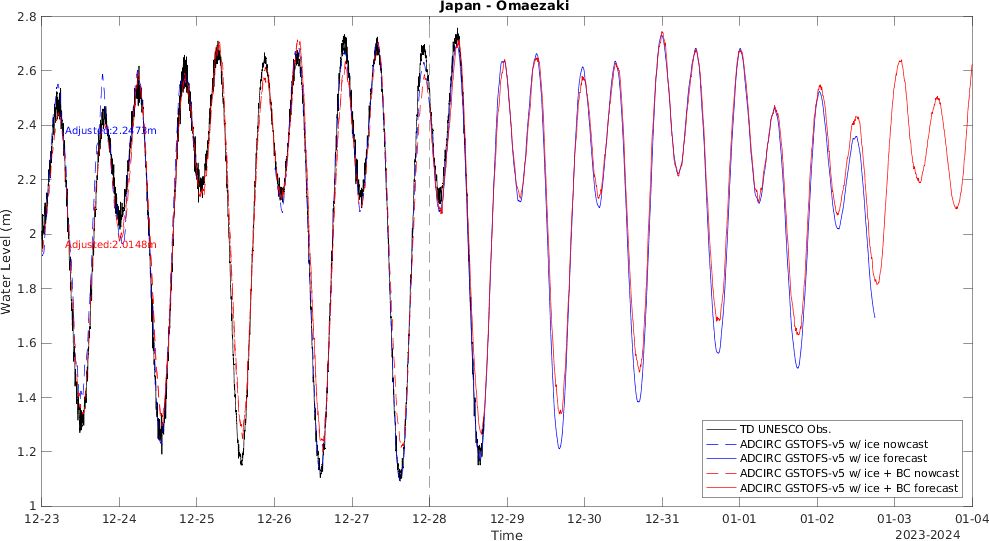 Japan - Omaezaki
Water Level (m)
2.8
2.6
2.4
2.2
2
1.8
1.6
1.4
1.2
1
Adjusted:2.2473m
Adjusted:2.0148m
TD UNESCO Obs.
ADCIRC GSTOFS-v5 w/ ice nowcast
ADCIRC GSTOFS-v5 w/ ice forecast
ADCIRC GSTOFS-v5 w/ ice + BC nowcast
ADCIRC GSTOFS-v5 w/ ice + BC forecast
12-23 12-24 12-25 12-26 12-27 12-28 12-29 12-30 12-31 01-01 01-02 01-03 01-04
Time
2023-2024